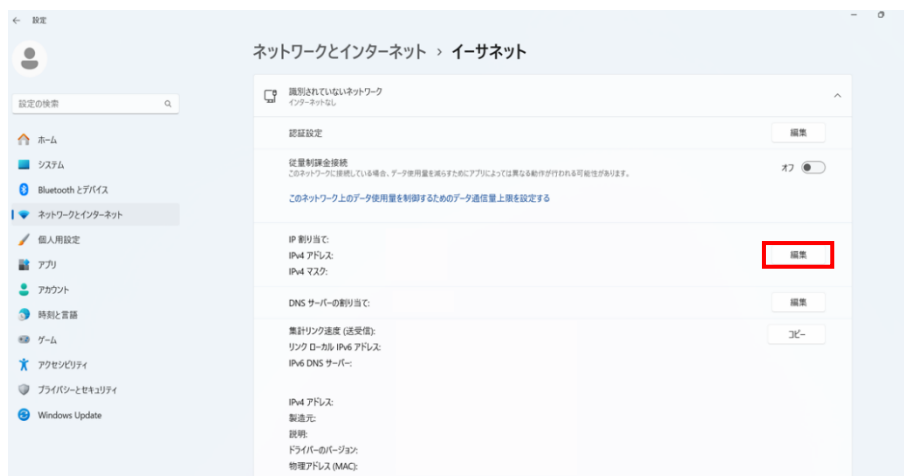 ← 設定
ネットワークとインターネット › イーサネット
設定の検索
ホーム
システム
Bluetooth とデバイス
ネットワークとインターネット
個人用設定
アプリ
アカウント
時刻と言語
ゲーム
アクセシビリティ
プライバシーとセキュリティ
Windows Update
識別されていないネットワーク
インターネットなし
認証設定 編集
従量制課金接続 オフ
このネットワークに接続している場合、データ使用量を減らすためにアプリによっては異なる動作が行われる可能性があります。
このネットワーク上のデータ使用量を制御するためのデータ通信量上限を設定する
IP 割り当て:
IPv4 アドレス: 編集
IPv4 マスク:
DNS サーバーの割り当て: 編集
集計リンク速度 (送受信): コピー
リンク ローカル IPv6 アドレス:
IPv6 DNS サーバー:
IPv4 アドレス:
製造元:
説明:
ドライバーのバージョン:
物理アドレス (MAC):